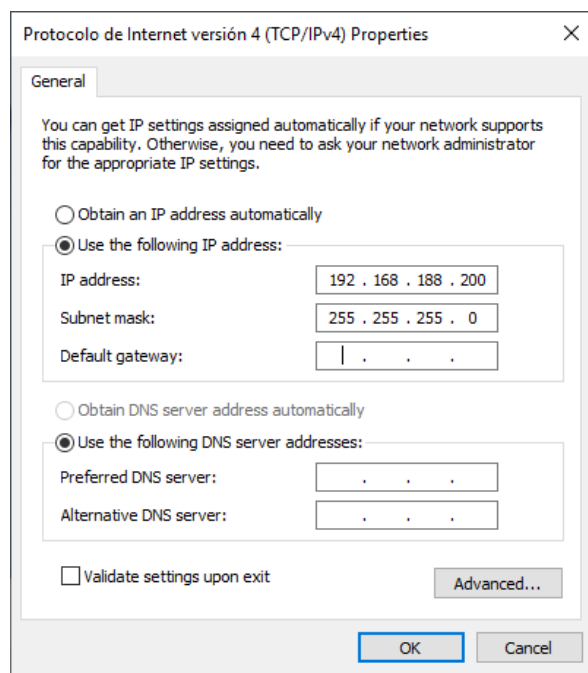 Protocolo de Internet versión 4 (TCP/IPv4) Properties
General
You can get IP settings assigned automatically if your network supports
this capability. Otherwise, you need to ask your network administrator
for the appropriate IP settings.
Obtain an IP address automatically
Use the following IP address:
IP address: 192 . 168 . 188 . 200
Subnet mask: 255 . 255 . 255 . 0
Default gateway: . . .
Obtain DNS server address automatically
Use the following DNS server addresses:
Preferred DNS server: . . .
Alternative DNS server: . . .
Validate settings upon exit
Advanced...
OK Cancel